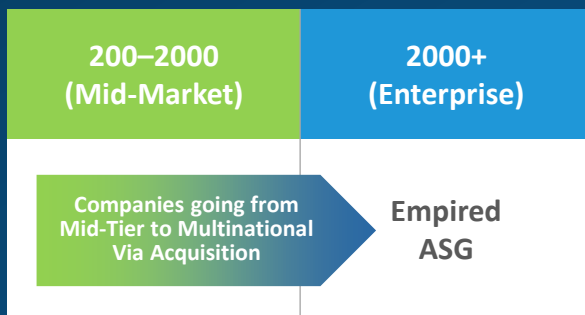 200–2000
(Mid-Market)
2000+
(Enterprise)
Companies going from
Mid-Tier to Multinational
Via Acquisition
Empired
ASG